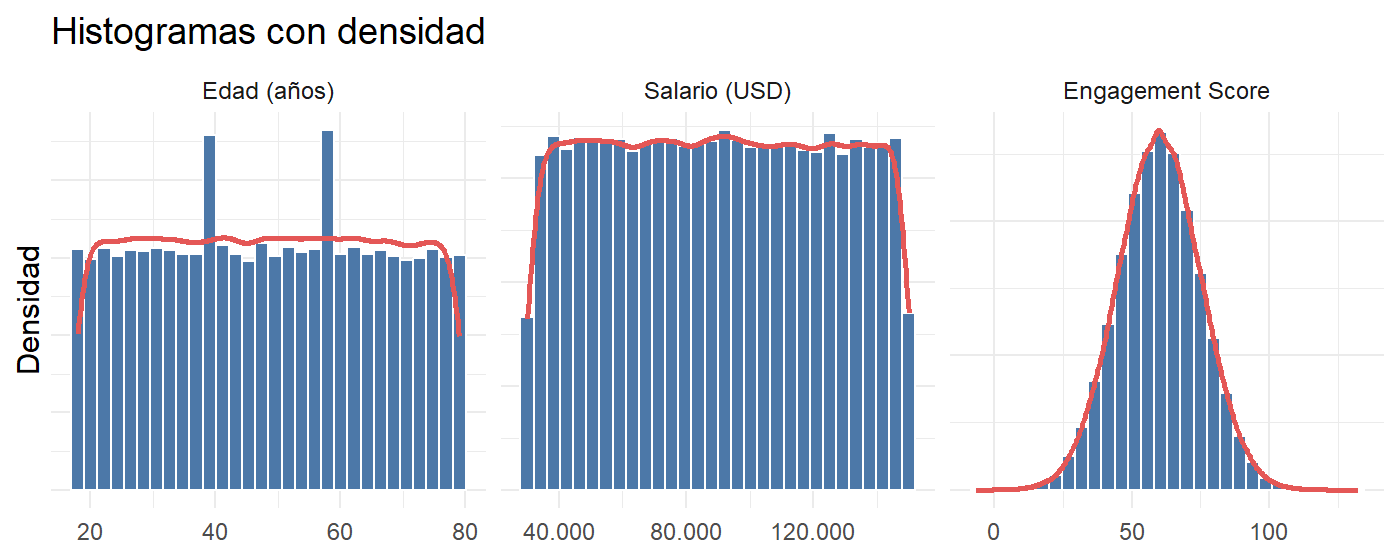 Histogramas con densidad
Edad (años)
Salario (USD)
Engagement Score
Densidad
20 40 60 80
40.000 80.000 120.000
0 50 100